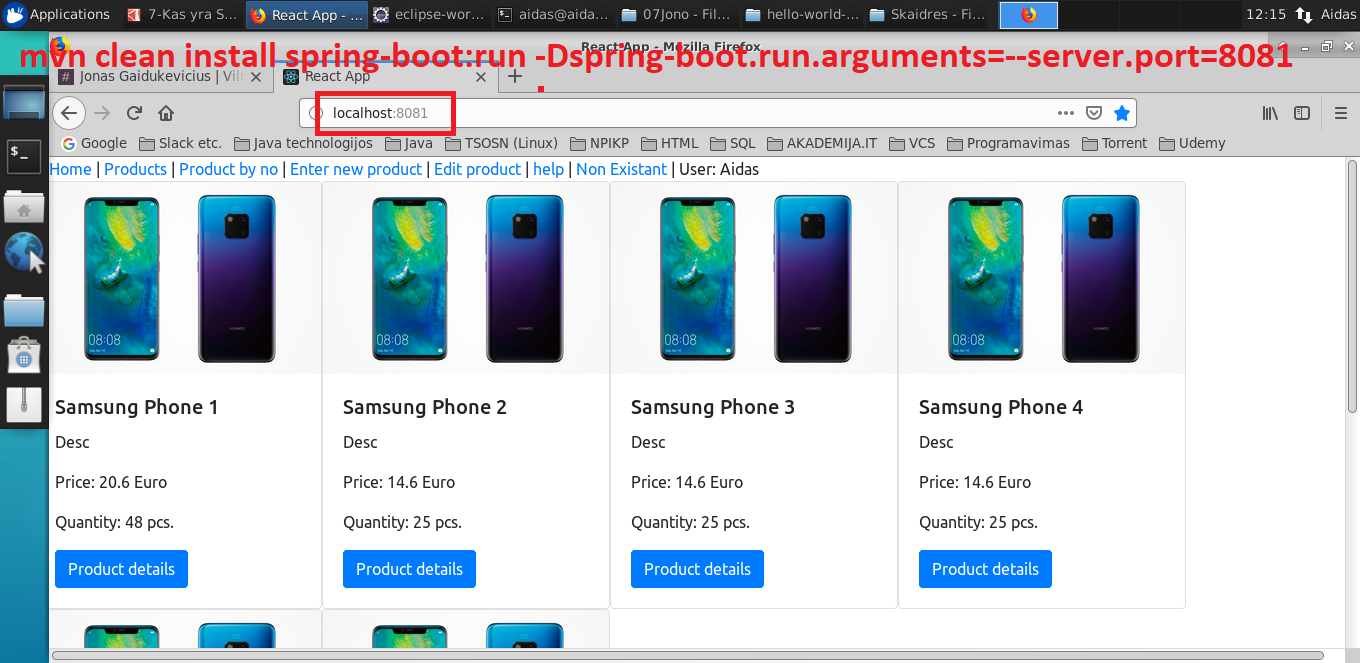 Applications 7-Kas yra S... React App - ... eclipse-wor... aidas@aida... 07Jono - Fil... hello-world-... Skaidres - Fi... 12:15 Aidas
React App - Mozilla Firefox
mvn clean install spring-boot:run -Dspring-boot.run.arguments=--server.port=8081
# Jonas Gaidukevicius | Viln React App
localhost:8081
Google Slack etc. Java technologijos Java TSOSN (Linux) NPIKP HTML SQL AKADEMIJA.IT VCS Programavimas Torrent Udemy
Home | Products | Product by no | Enter new product | Edit product | help | Non Existant | User: Aidas
08:08 08:08 08:08 08:08
HUAWEI HUAWEI HUAWEI HUAWEI
Samsung Phone 1 Samsung Phone 2 Samsung Phone 3 Samsung Phone 4
Desc Desc Desc Desc
Price: 20.6 Euro Price: 14.6 Euro Price: 14.6 Euro Price: 14.6 Euro
Quantity: 48 pcs. Quantity: 25 pcs. Quantity: 25 pcs. Quantity: 25 pcs.
Product details Product details Product details Product details